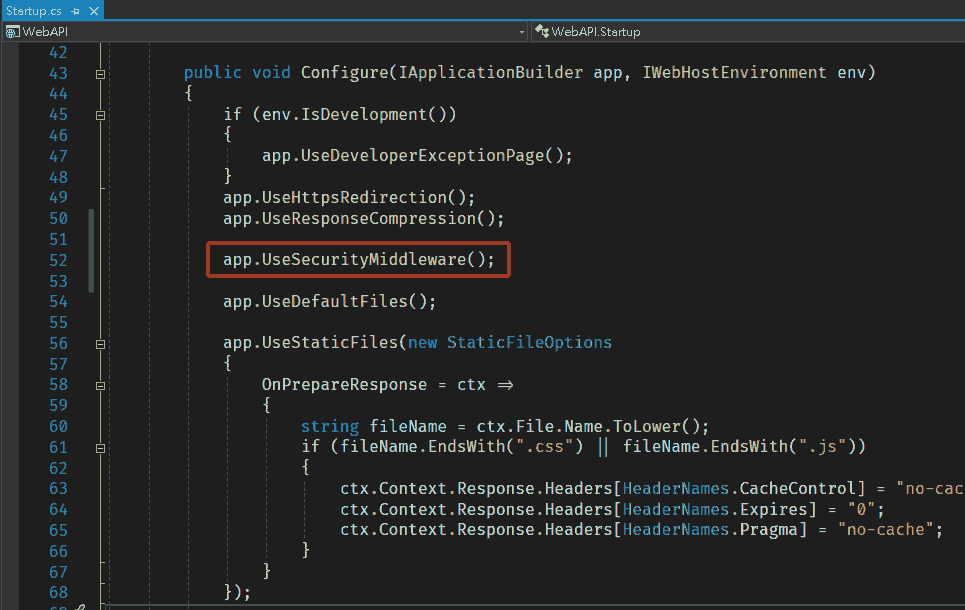 Startup.cs
WebAPI
WebAPI.Startup
42
43 public void Configure(IApplicationBuilder app, IWebHostEnvironment env)
44 {
45 if (env.IsDevelopment())
46 {
47 app.UseDeveloperExceptionPage();
48 }
49 app.UseHttpsRedirection();
50 app.UseResponseCompression();
51
52 app.UseSecurityMiddleware();
53
54 app.UseDefaultFiles();
55
56 app.UseStaticFiles(new StaticFileOptions
57 {
58 OnPrepareResponse = ctx =>
59 {
60 string fileName = ctx.File.Name.ToLower();
61 if (fileName.EndsWith(".css") || fileName.EndsWith(".js"))
62 {
63 ctx.Context.Response.Headers[HeaderNames.CacheControl] = "no-cac
64 ctx.Context.Response.Headers[HeaderNames.Expires] = "0";
65 ctx.Context.Response.Headers[HeaderNames.Pragma] = "no-cache";
66 }
67 }
68 });